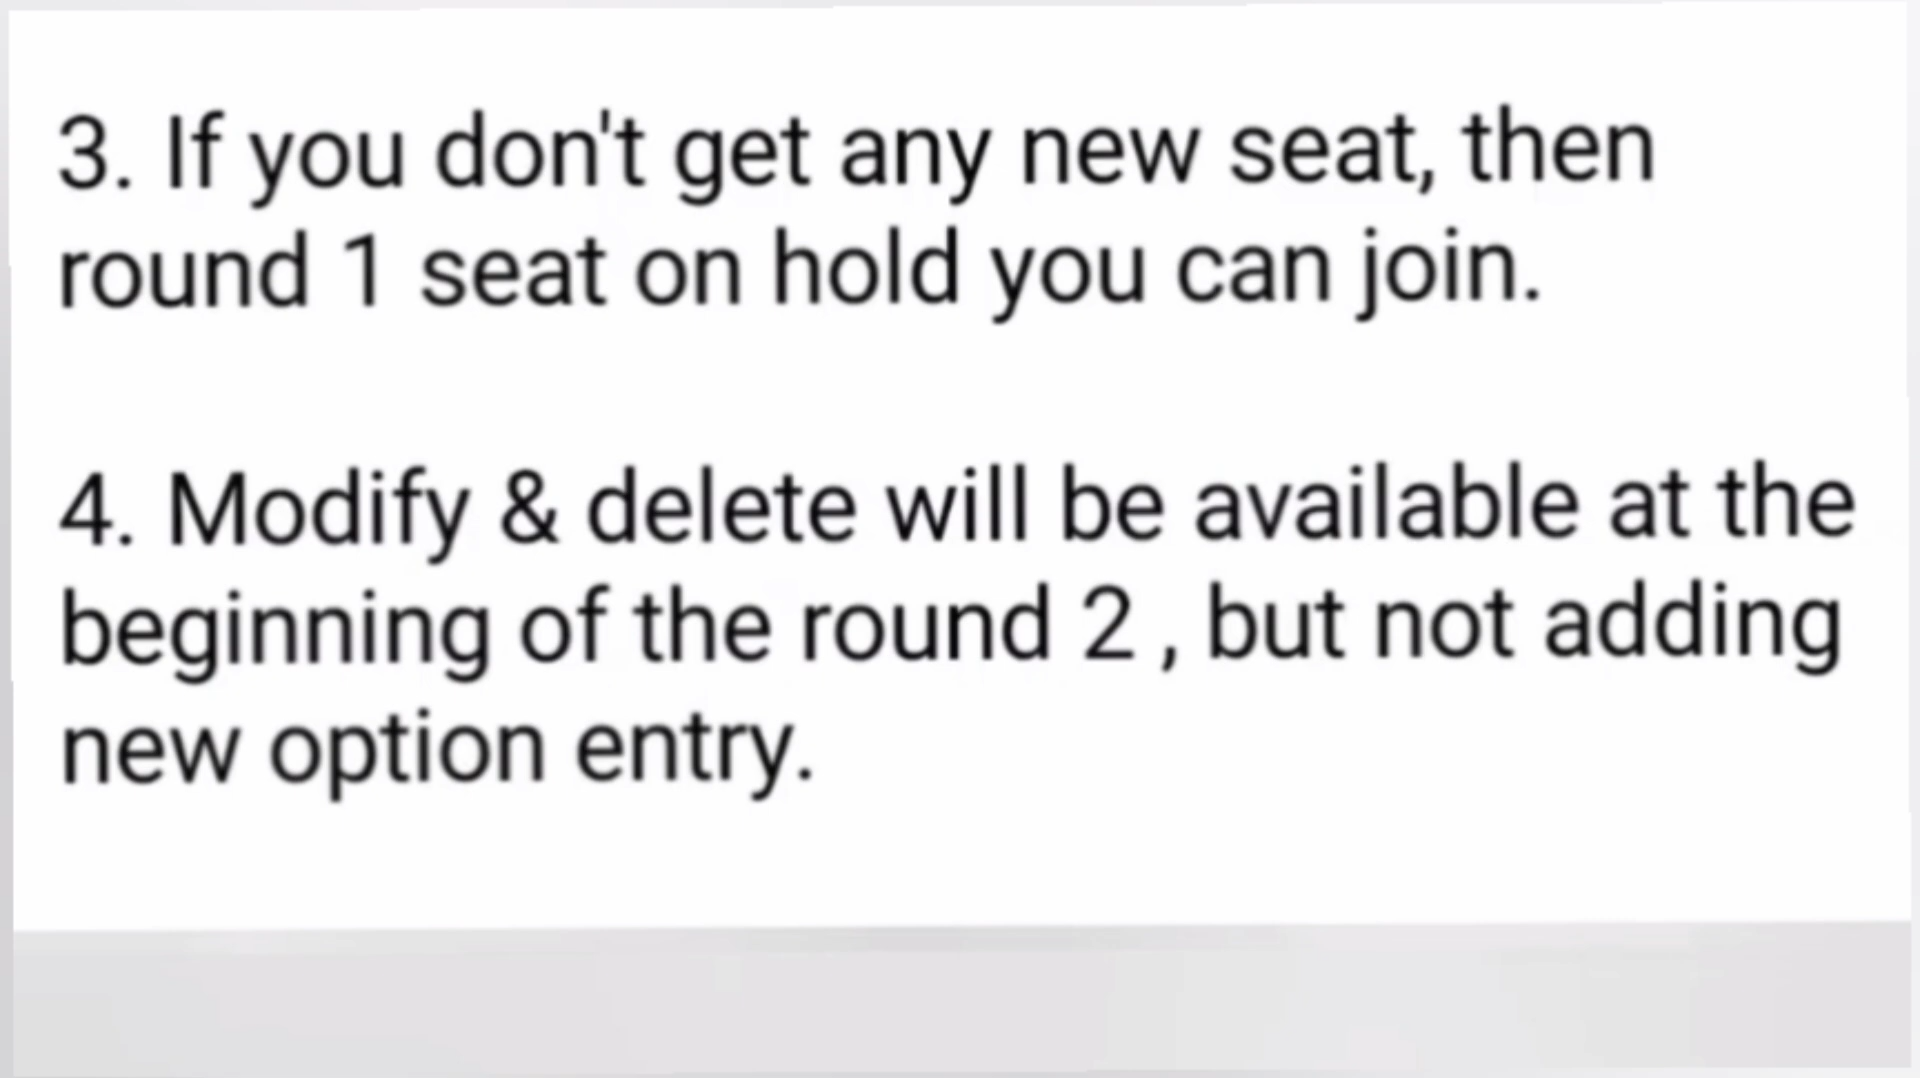 3. If you don't get any new seat, then
round 1 seat on hold you can join.
4. Modify & delete will be available at the
beginning of the round 2 , but not adding
new option entry.